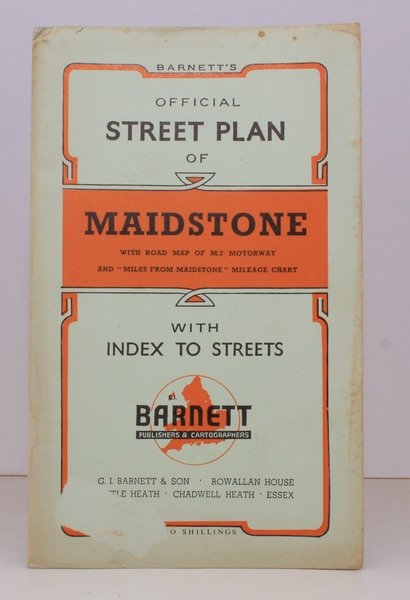 BARNETT'S
OFFICIAL
STREET PLAN
OF
MAIDSTONE
WITH ROAD MAP OF M.2 MOTORWAY
AND "MILES FROM MAIDSTONE" MILEAGE CHART
WITH
INDEX TO STREETS
BARNETT
PUBLISHERS & CARTOGRAPHERS
G. I. BARNETT & SON · ROWALLAN HOUSE
HEATH · CHADWELL HEATH · ESSEX
SHILLINGS